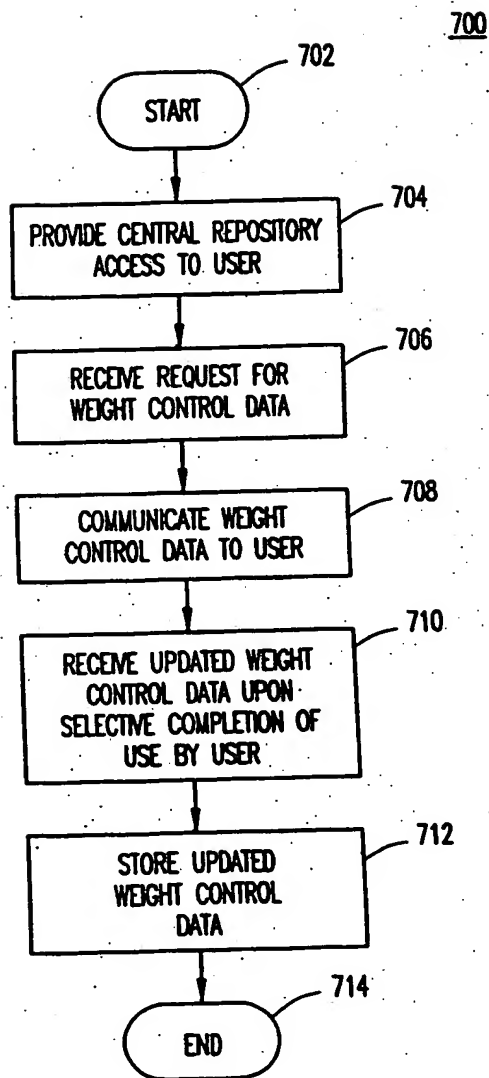 700
702
START
704
PROVIDE CENTRAL REPOSITORY
ACCESS TO USER
706
RECEIVE REQUEST FOR
WEIGHT CONTROL DATA
708
COMMUNICATE WEIGHT
CONTROL DATA TO USER
710
RECEIVE UPDATED WEIGHT
CONTROL DATA UPON
SELECTIVE COMPLETION OF
USE BY USER
712
STORE UPDATED
WEIGHT CONTROL
DATA
714
END